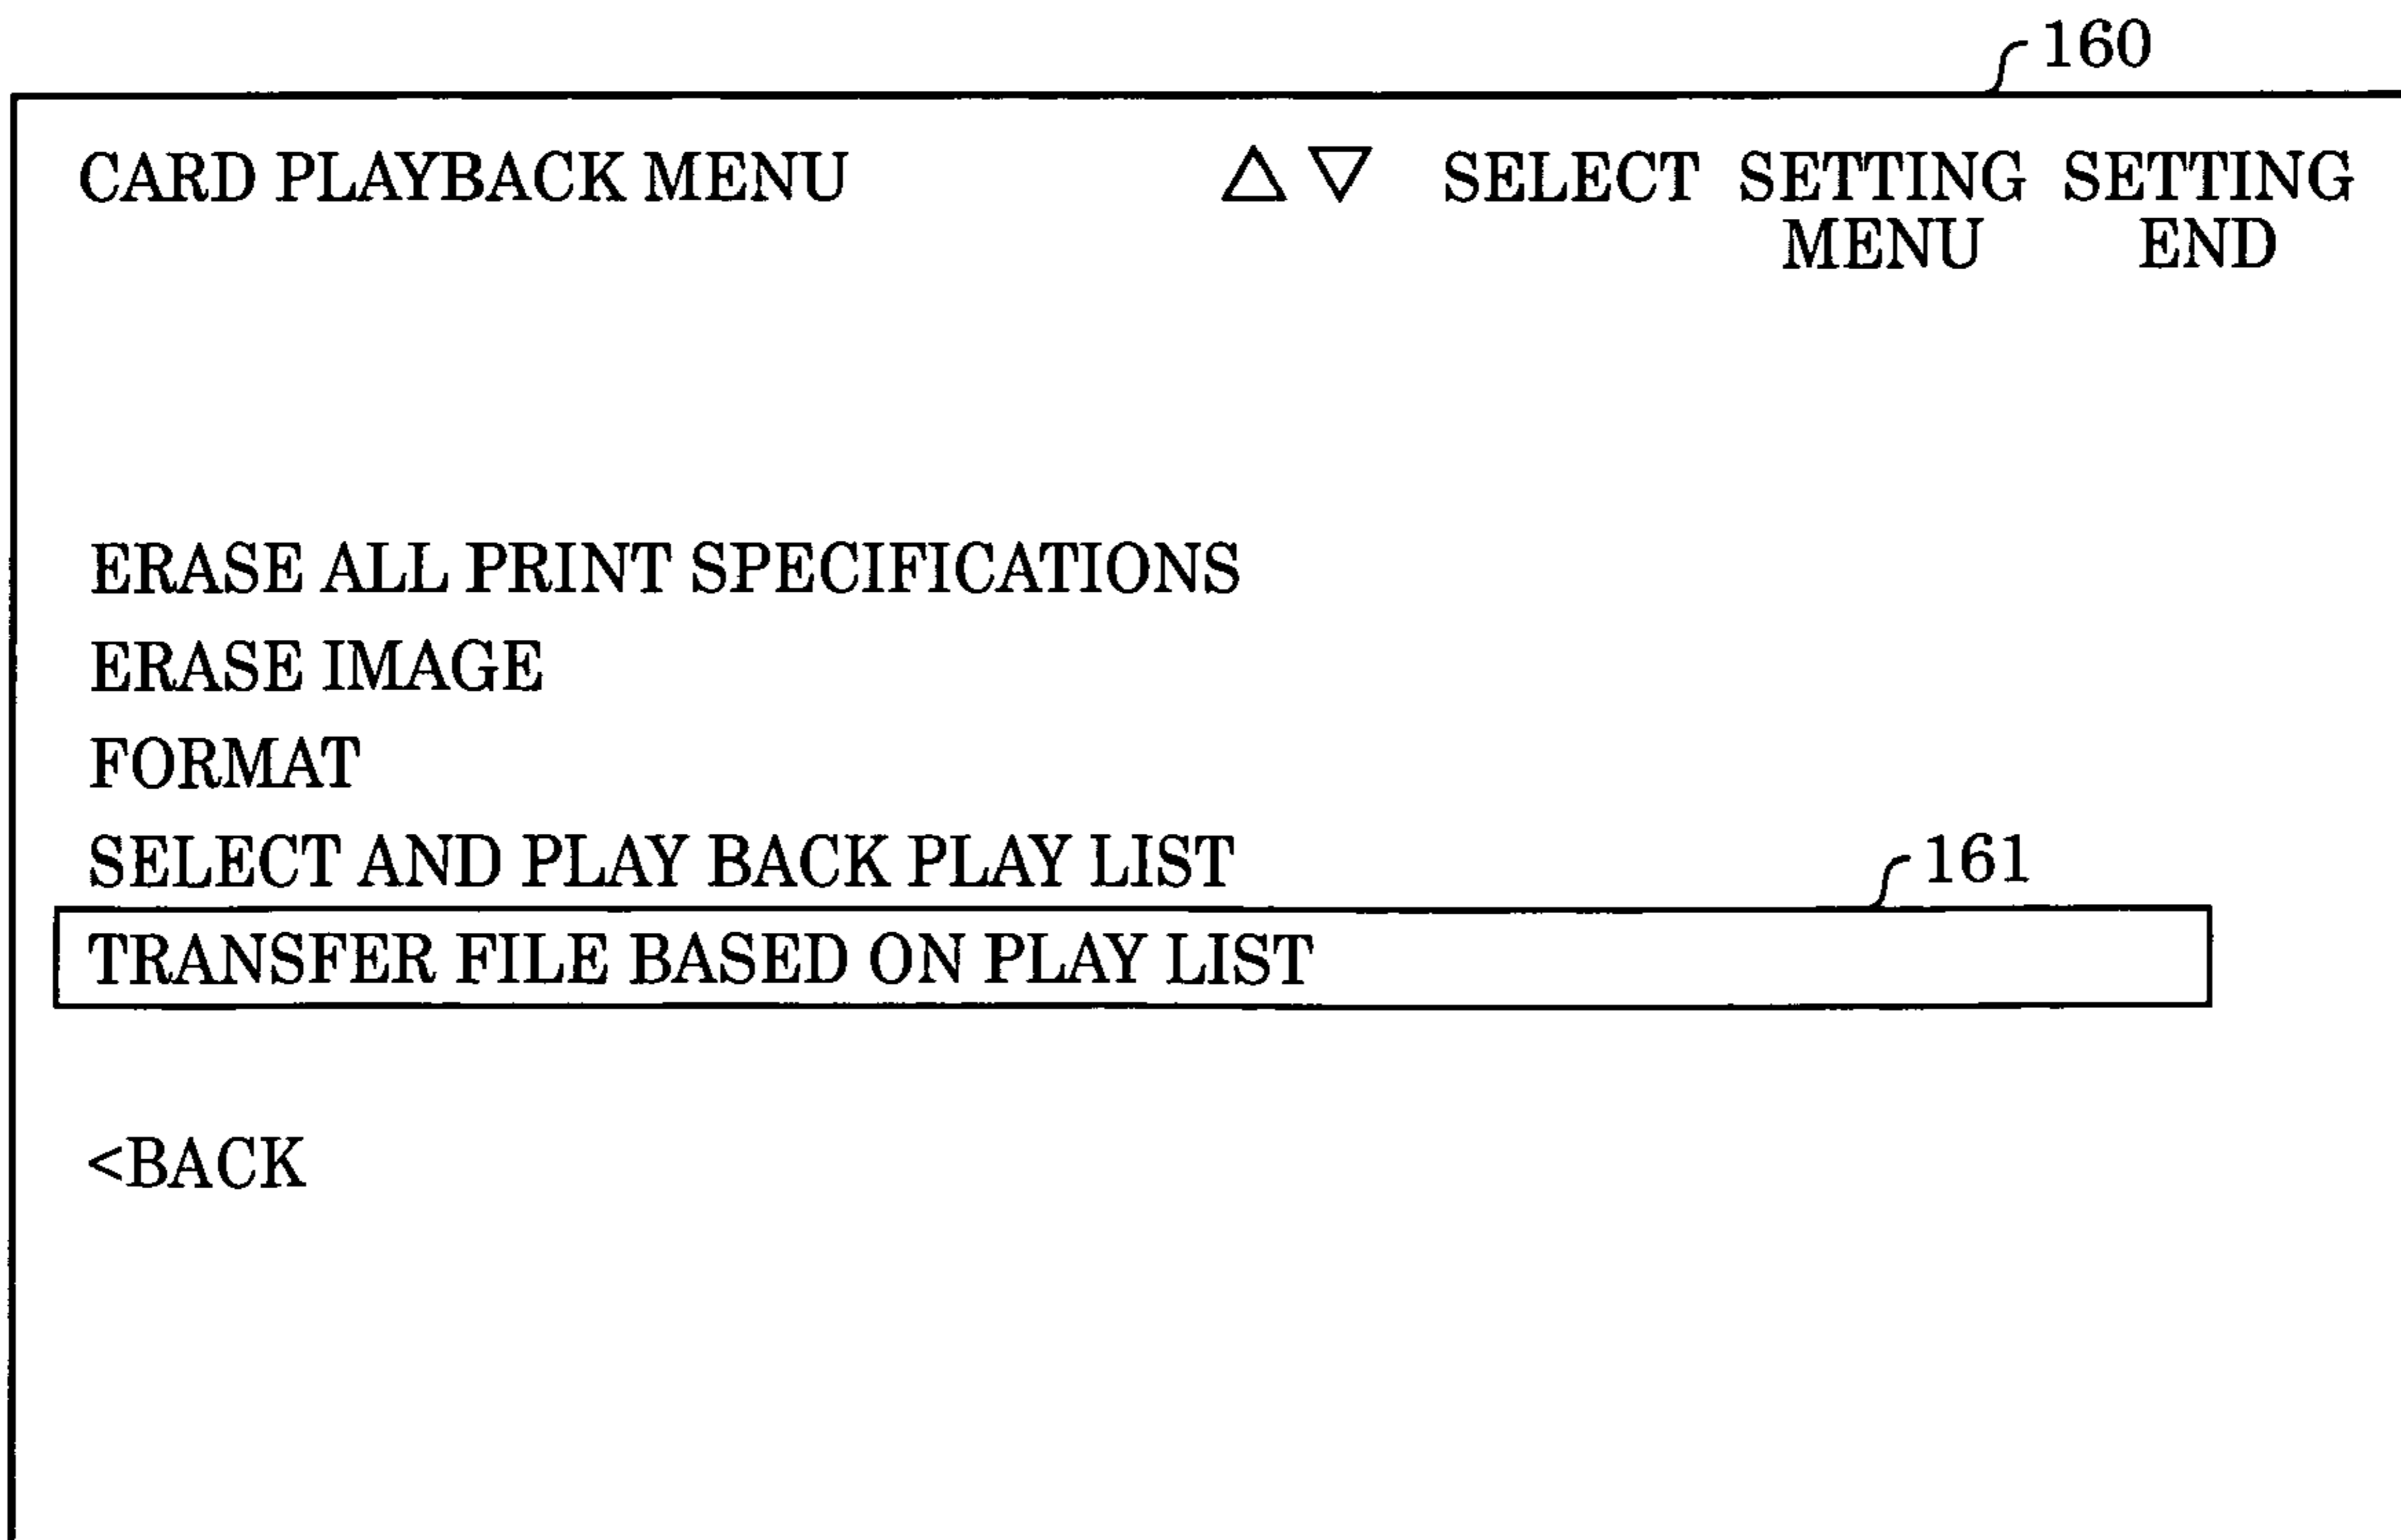 160
CARD PLAYBACK MENU △ ▽ SELECT SETTING SETTING
MENU END
ERASE ALL PRINT SPECIFICATIONS
ERASE IMAGE
FORMAT
SELECT AND PLAY BACK PLAY LIST
161
TRANSFER FILE BASED ON PLAY LIST
<BACK